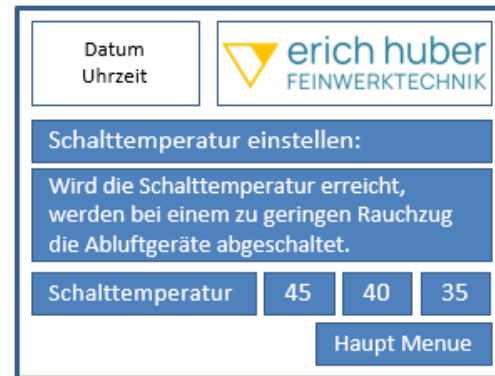 Datum
Uhrzeit
erich huber
FEINWERKTECHNIK
Schalttemperatur einstellen:
Wird die Schalttemperatur erreicht,
werden bei einem zu geringen Rauchzug
die Abluftgeräte abgeschaltet.
Schalttemperatur 45 40 35
Haupt Menue